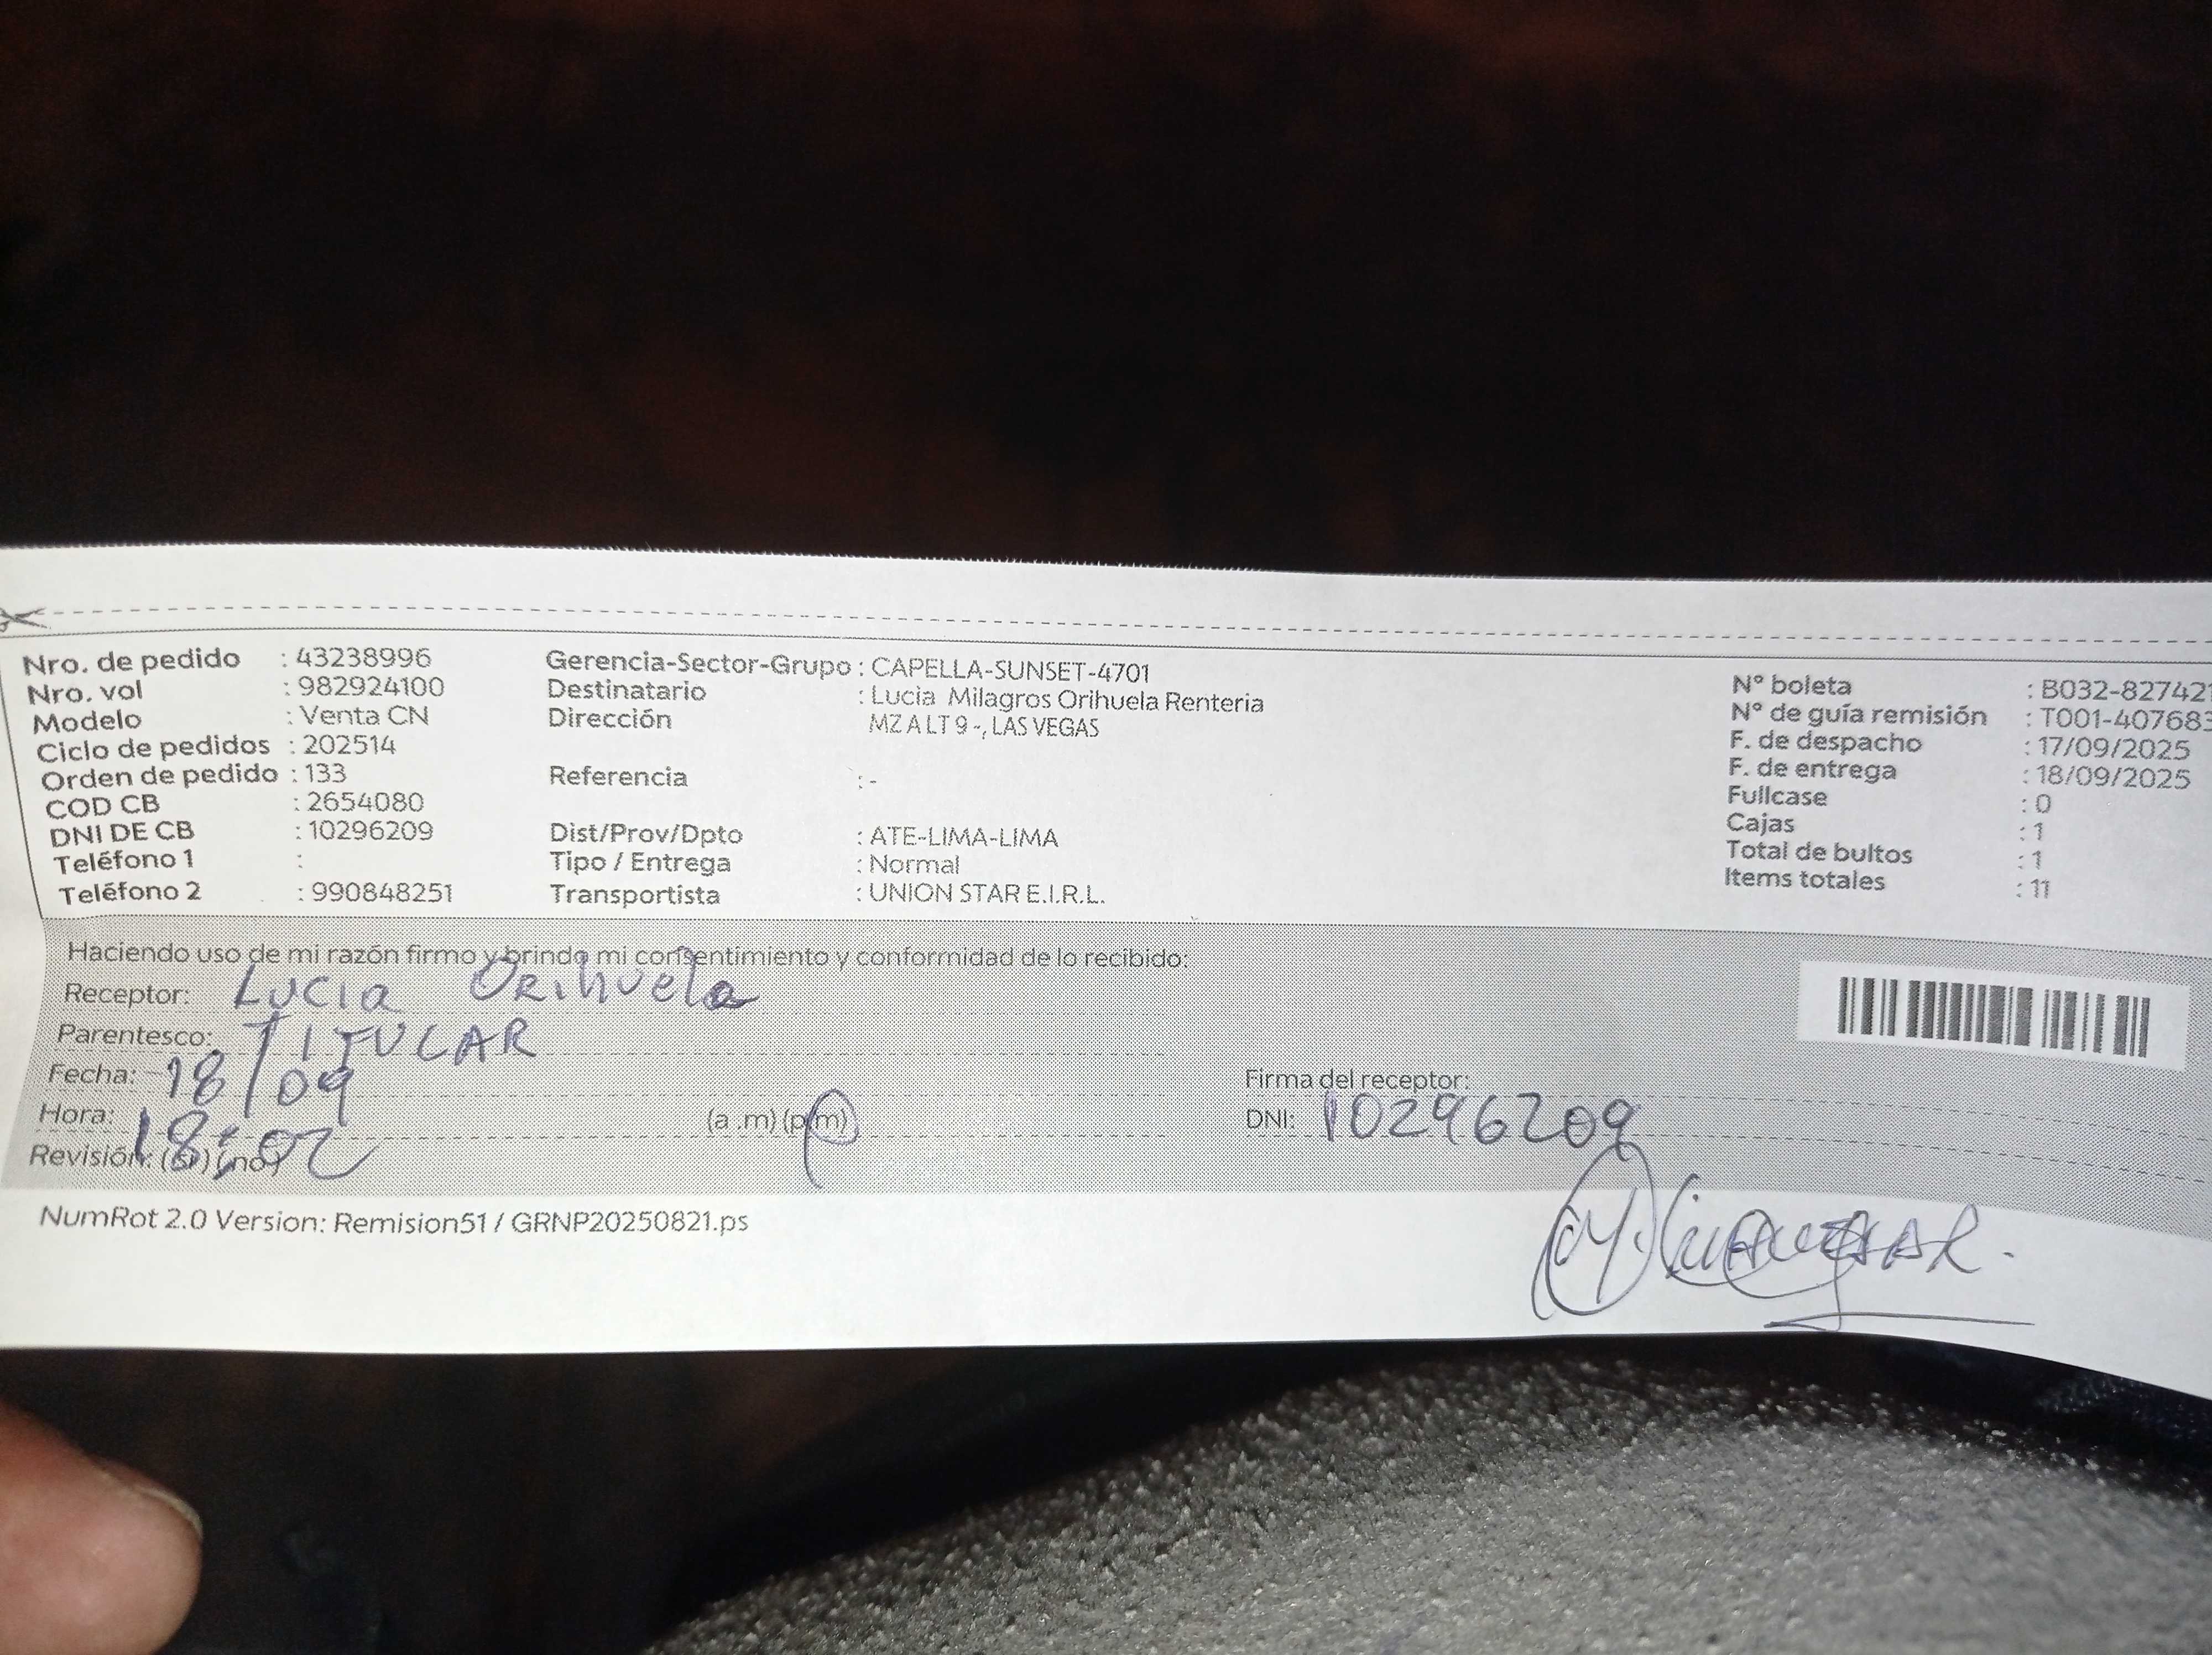 Nro. de pedido : 43238996
Nro. vol : 982924100
Modelo : Venta CN
Ciclo de pedidos : 202514
Orden de pedido : 133
COD CB : 2654080
DNI DE CB : 10296209
Teléfono 1 :
Teléfono 2 : 990848251
Gerencia-Sector-Grupo : CAPELLA-SUNSET-4701
Destinatario : Lucia Milagros Orihuela Renteria
Dirección MZ A LT 9 -, LAS VEGAS
Referencia : -
Dist/Prov/Dpto : ATE-LIMA-LIMA
Tipo / Entrega : Normal
Transportista : UNION STAR E.I.R.L.
N° boleta : B032-827421
N° de guía remisión : T001-407683
F. de despacho : 17/09/2025
F. de entrega : 18/09/2025
Fullcase : 0
Cajas : 1
Total de bultos : 1
Items totales : 11
Haciendo uso de mi razón firmo y brindo mi consentimiento y conformidad de lo recibido:
Receptor: Lucia Orihuela
Parentesco: TITULAR
Fecha: 18/09
Hora: 18:02 (a .m) (p.m)
Revisión: (si) (no)
Firma del receptor:
DNI: 10296209
NumRot 2.0 Version: Remision51 / GRNP20250821.ps